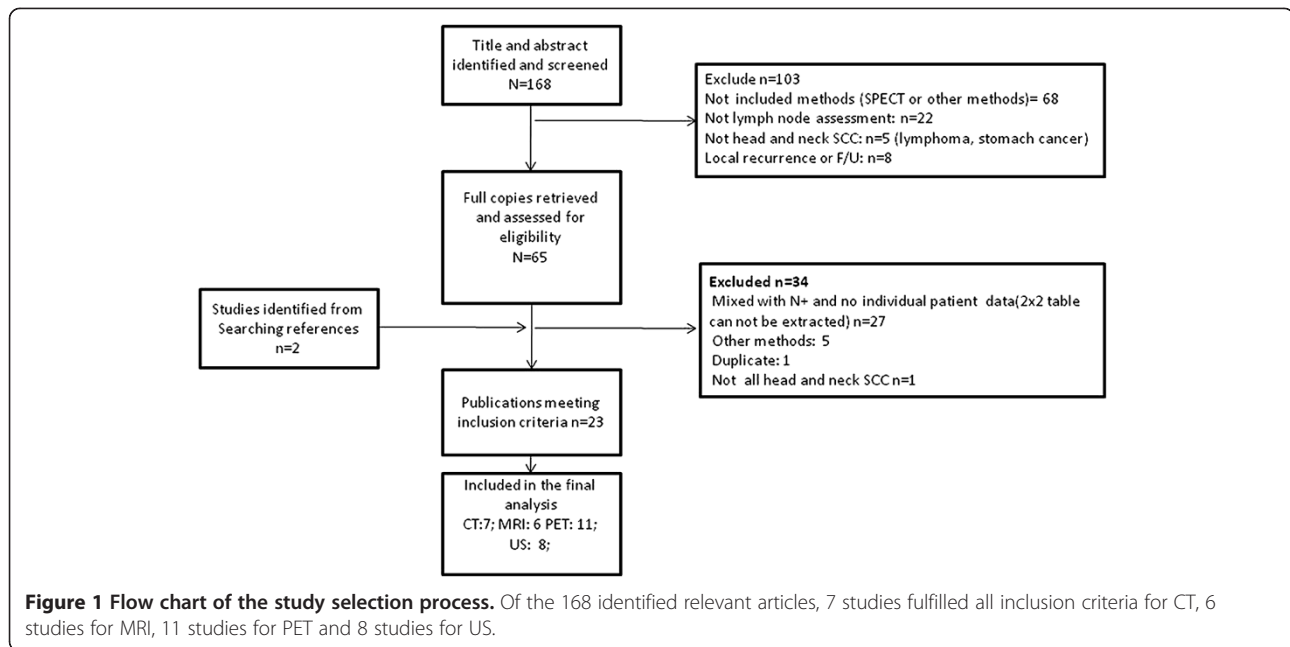 Title and abstract
identified and screened
N=168
Exclude n=103
Not included methods (SPECT or other methods)= 68
Not lymph node assessment: n=22
Not head and neck SCC: n=5 (lymphoma, stomach cancer)
Local recurrence or F/U: n=8
Full copies retrieved
and assessed for
eligibility
N=65
Studies identified from
Searching references
n=2
Excluded n=34
Mixed with N+ and no individual patient data(2x2 table
can not be extracted) n=27
Other methods: 5
Duplicate: 1
Not all head and neck SCC n=1
Publications meeting
inclusion criteria n=23
Included in the final
analysis
CT:7; MRI: 6 PET: 11;
US: 8;
Figure 1 Flow chart of the study selection process. Of the 168 identified relevant articles, 7 studies fulfilled all inclusion criteria for CT, 6
studies for MRI, 11 studies for PET and 8 studies for US.